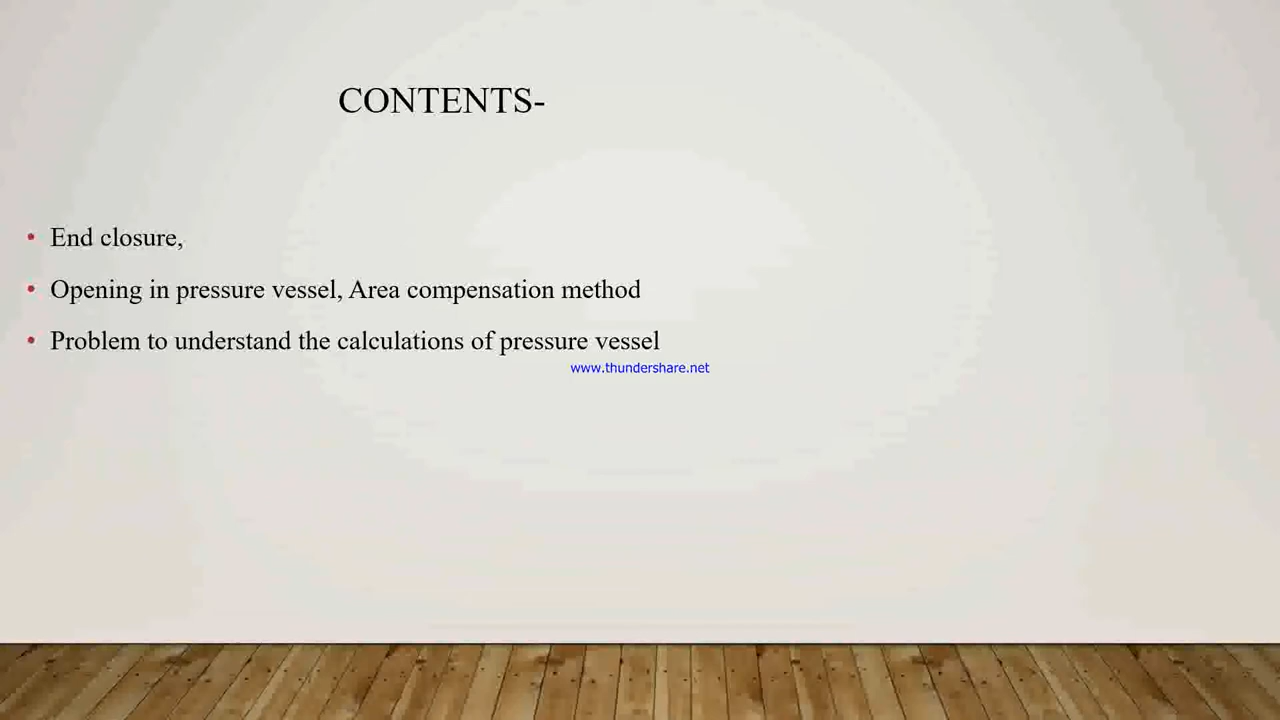 CONTENTS-
• End closure,
• Opening in pressure vessel, Area compensation method
• Problem to understand the calculations of pressure vessel
www.thundershare.net